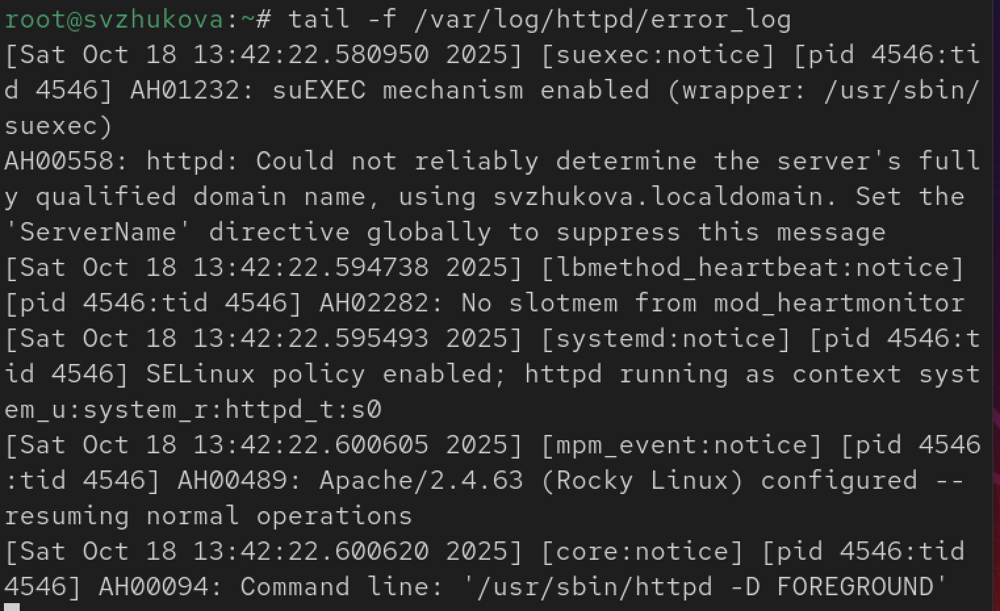 root@svzhukova:~# tail -f /var/log/httpd/error_log
[Sat Oct 18 13:42:22.580950 2025] [suexec:notice] [pid 4546:ti
d 4546] AH01232: suEXEC mechanism enabled (wrapper: /usr/sbin/
suexec)
AH00558: httpd: Could not reliably determine the server's full
y qualified domain name, using svzhukova.localdomain. Set the
'ServerName' directive globally to suppress this message
[Sat Oct 18 13:42:22.594738 2025] [lbmethod_heartbeat:notice]
[pid 4546:tid 4546] AH02282: No slotmem from mod_heartmonitor
[Sat Oct 18 13:42:22.595493 2025] [systemd:notice] [pid 4546:t
id 4546] SELinux policy enabled; httpd running as context syst
em_u:system_r:httpd_t:s0
[Sat Oct 18 13:42:22.600605 2025] [mpm_event:notice] [pid 4546
:tid 4546] AH00489: Apache/2.4.63 (Rocky Linux) configured --
resuming normal operations
[Sat Oct 18 13:42:22.600620 2025] [core:notice] [pid 4546:tid
4546] AH00094: Command line: '/usr/sbin/httpd -D FOREGROUND'